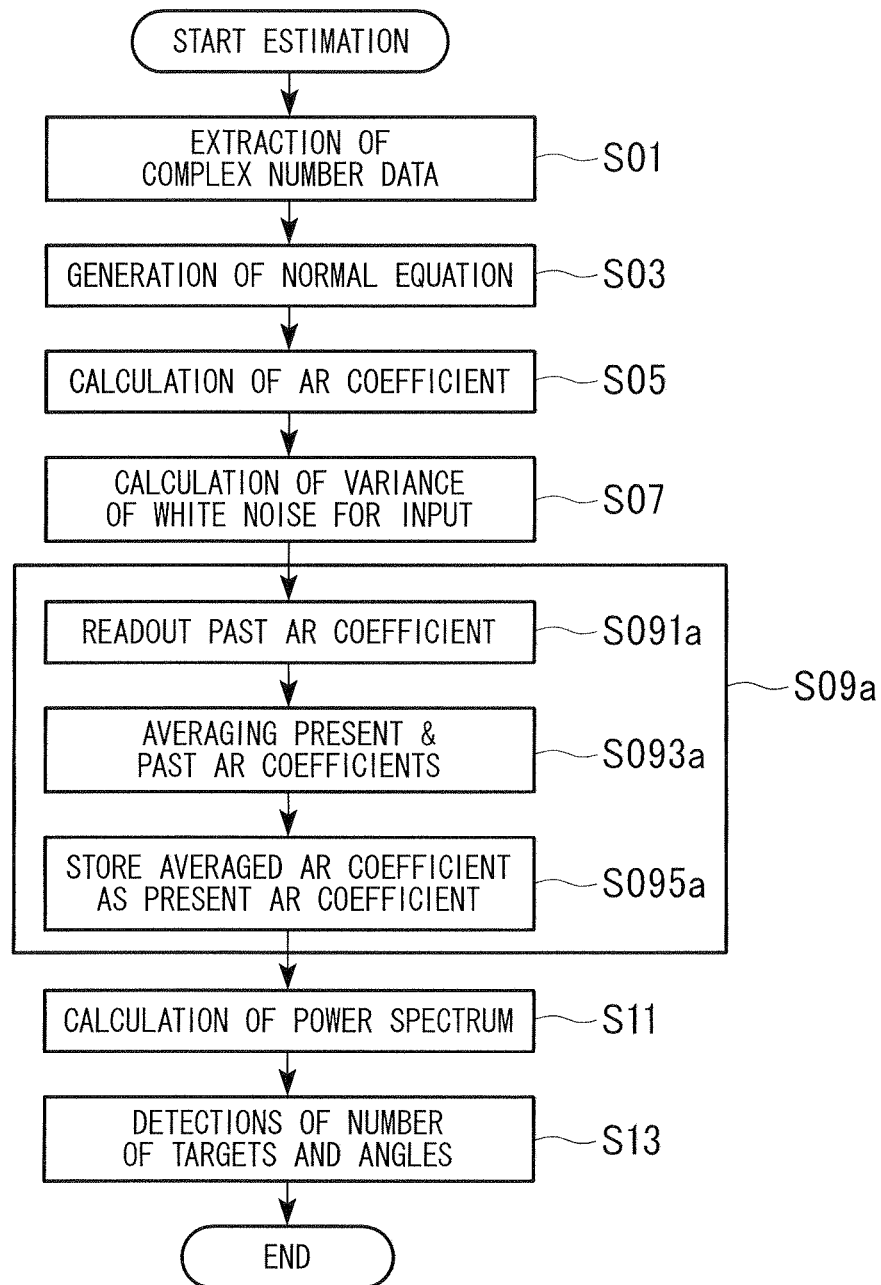 START ESTIMATION
EXTRACTION OF
COMPLEX NUMBER DATA
S01
GENERATION OF NORMAL EQUATION
S03
CALCULATION OF AR COEFFICIENT
S05
CALCULATION OF VARIANCE
OF WHITE NOISE FOR INPUT
S07
READOUT PAST AR COEFFICIENT
S091a
S09a
AVERAGING PRESENT &
PAST AR COEFFICIENTS
S093a
STORE AVERAGED AR COEFFICIENT
AS PRESENT AR COEFFICIENT
S095a
CALCULATION OF POWER SPECTRUM
S11
DETECTIONS OF NUMBER
OF TARGETS AND ANGLES
S13
END